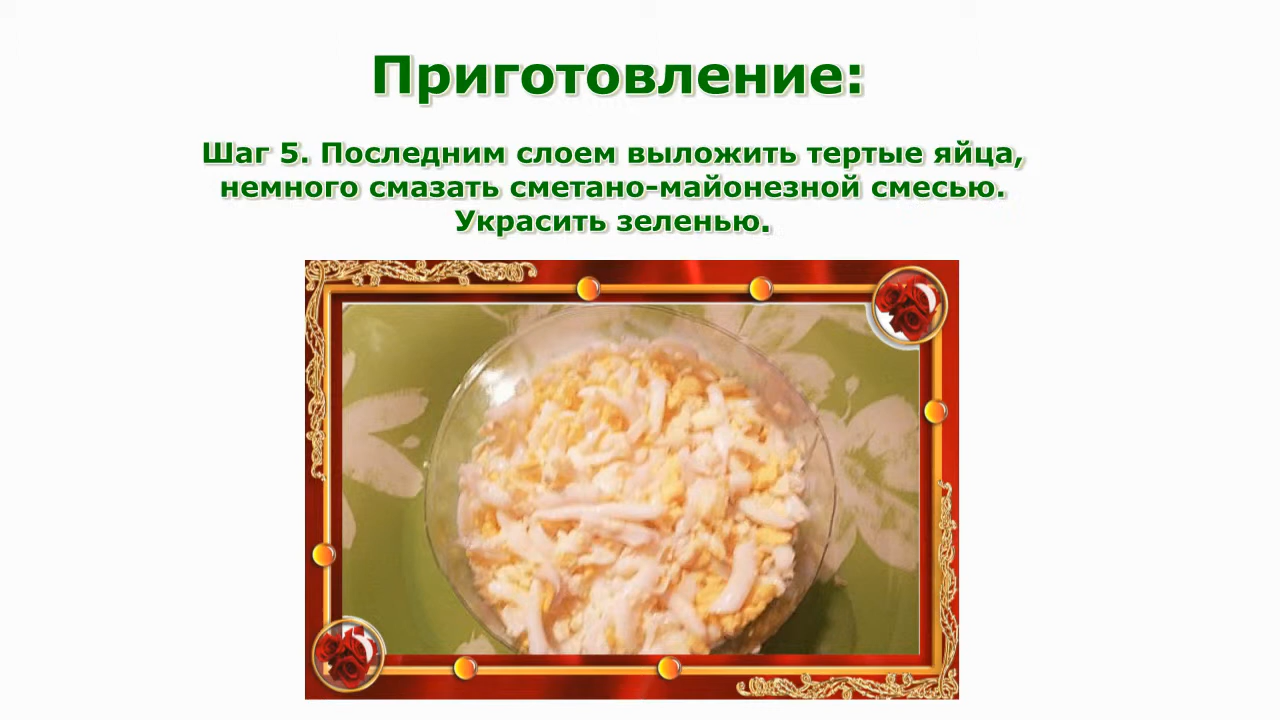 Приготовление:
Шаг 5. Последним слоем выложить тертые яйца,
немного смазать сметано-майонезной смесью.
Украсить зеленью.